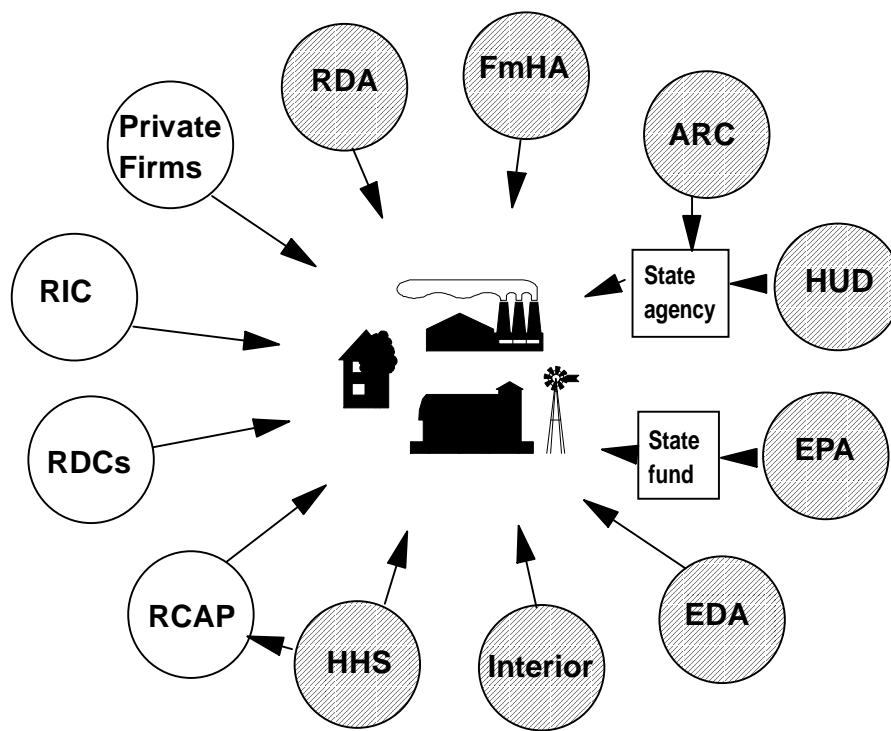 FmHA
RDA
Private
Firms
ARC
RIC
State
agency
HUD
RDCs
State
fund
EPA
RCAP
HHS
Interior
EDA